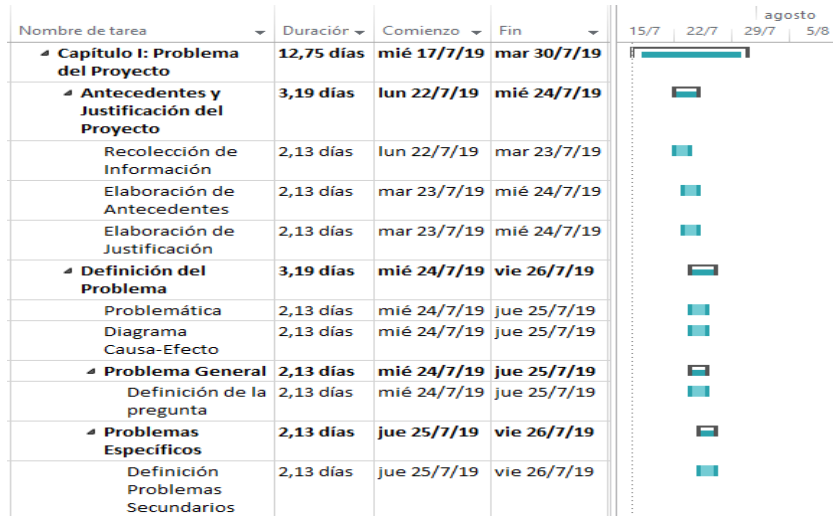 agosto
Nombre de tarea Duración Comienzo Fin 15/7 22/7 29/7 5/8
Capítulo I: Problema 12,75 días mié 17/7/19 mar 30/7/19
del Proyecto
Antecedentes y 3,19 días lun 22/7/19 mié 24/7/19
Justificación del
Proyecto
Recolección de 2,13 días lun 22/7/19 mar 23/7/19
Información
Elaboración de 2,13 días mar 23/7/19 mié 24/7/19
Antecedentes
Elaboración de 2,13 días mar 23/7/19 mié 24/7/19
Justificación
Definición del 3,19 días mié 24/7/19 vie 26/7/19
Problema
Problemática 2,13 días mié 24/7/19 jue 25/7/19
Diagrama 2,13 días mié 24/7/19 jue 25/7/19
Causa-Efecto
Problema General 2,13 días mié 24/7/19 jue 25/7/19
Definición de la 2,13 días mié 24/7/19 jue 25/7/19
pregunta
Problemas 2,13 días jue 25/7/19 vie 26/7/19
Específicos
Definición 2,13 días jue 25/7/19 vie 26/7/19
Problemas
Secundarios